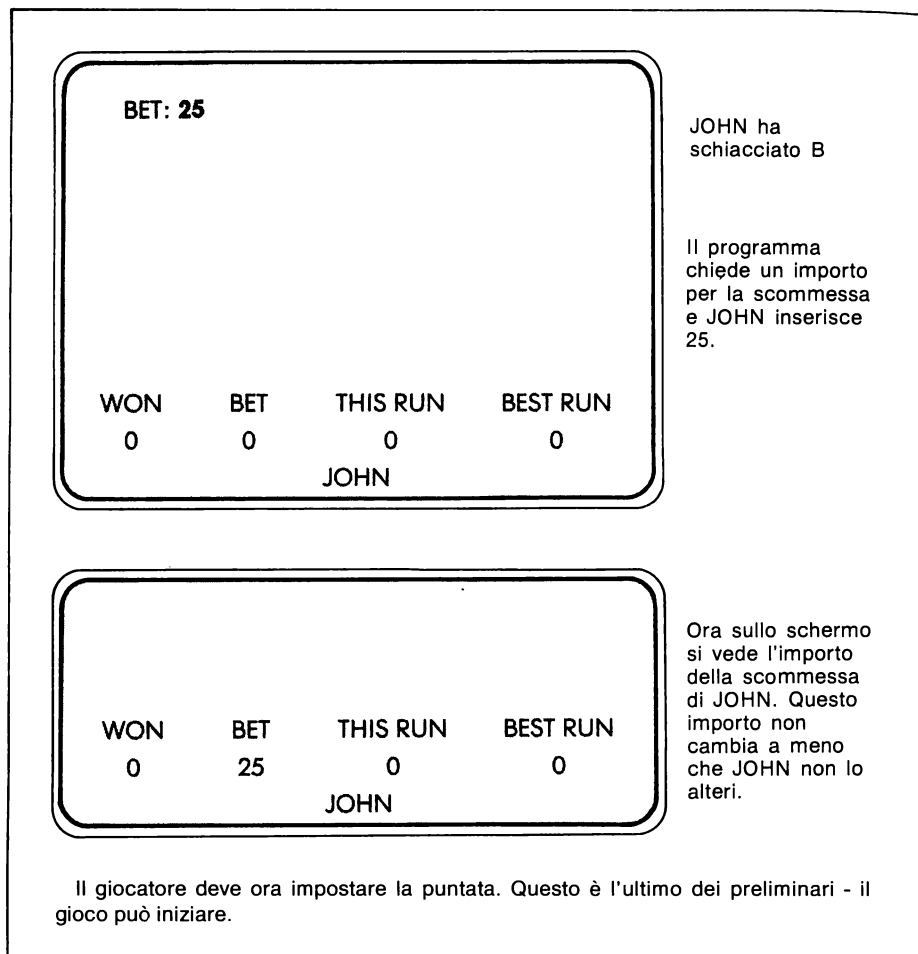 BET: 25
JOHN ha
schiacciato B
Il programma
chiede un importo
per la scommessa
e JOHN inserisce
25.
WON BET THIS RUN BEST RUN
0 0 0 0
JOHN
Ora sullo schermo
si vede l'importo
della scommessa
di JOHN. Questo
importo non
cambia a meno
che JOHN non lo
alteri.
WON BET THIS RUN BEST RUN
0 25 0 0
JOHN
Il giocatore deve ora impostare la puntata. Questo è l'ultimo dei preliminari - il
gioco può iniziare.